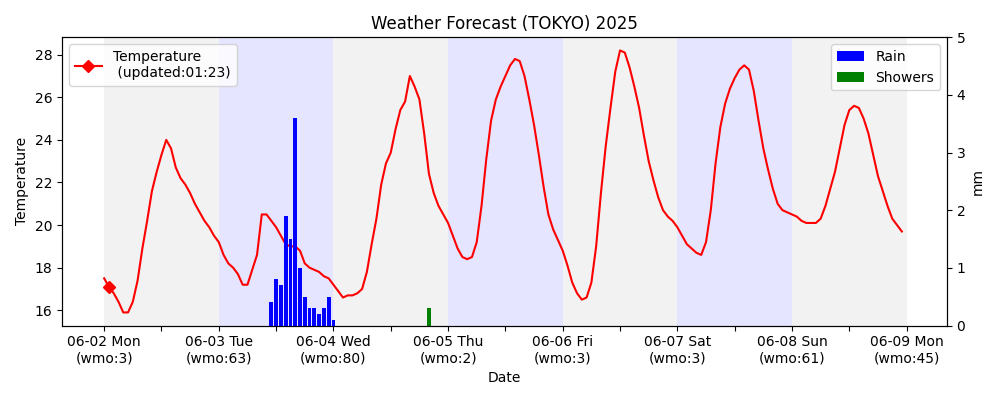 Weather Forecast (TOKYO) 2025
Temperature
(updated:01:23)
Rain
Showers
28
26
24
22
20
18
16
Temperature
5
4
3
2
1
0
mm
06-02 Mon
(wmo:3)
06-03 Tue
(wmo:63)
06-04 Wed
(wmo:80)
06-05 Thu
(wmo:2)
06-06 Fri
(wmo:3)
06-07 Sat
(wmo:3)
06-08 Sun
(wmo:61)
06-09 Mon
(wmo:45)
Date